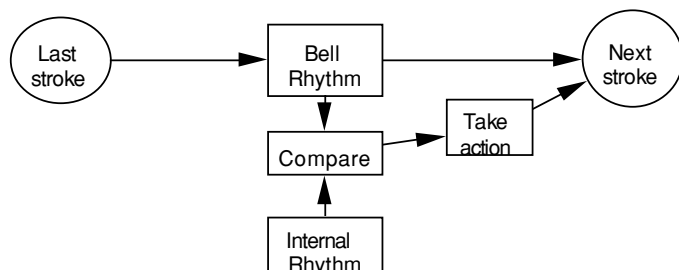 Last
stroke
Bell
Rhythm
Next
stroke
Take
action
Compare
Internal
Rhythm